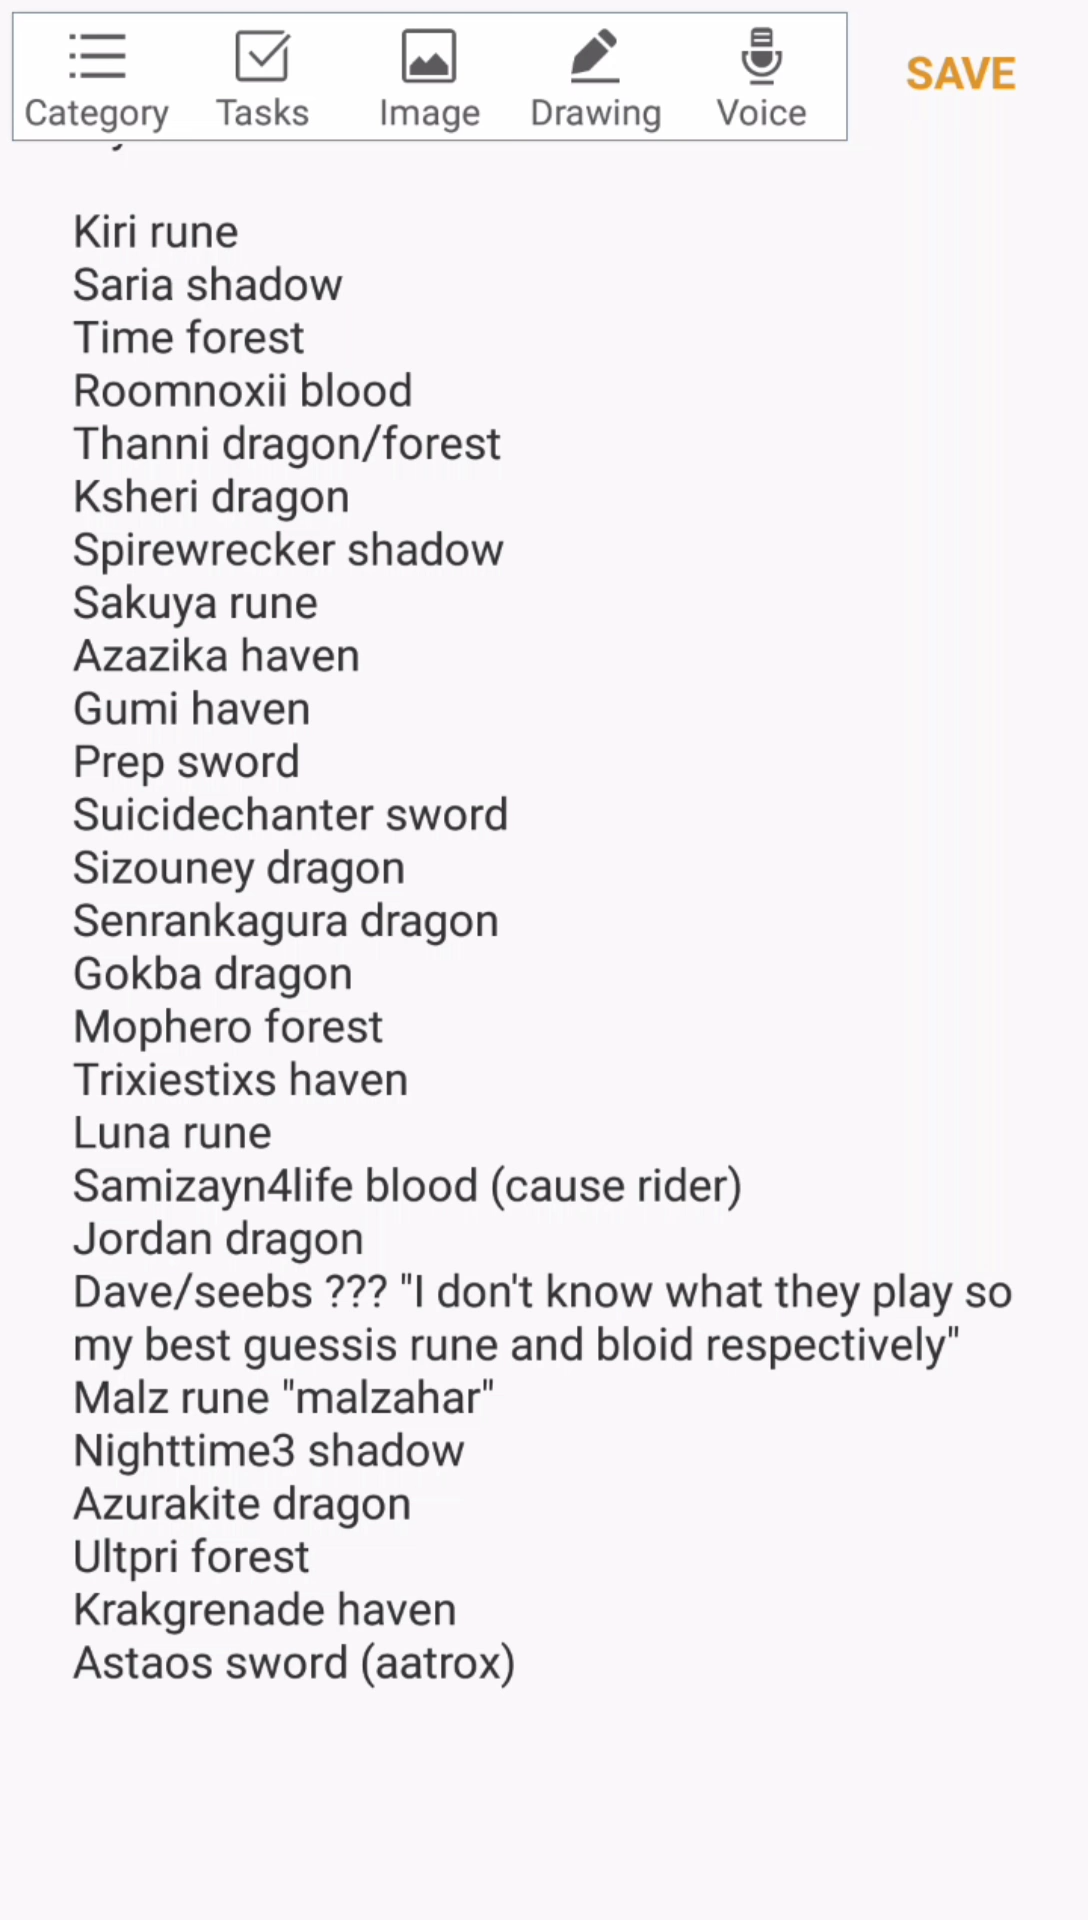 Category Tasks Image Drawing Voice SAVE
Kiri rune
Saria shadow
Time forest
Roomnoxii blood
Thanni dragon/forest
Ksheri dragon
Spirewrecker shadow
Sakuya rune
Azazika haven
Gumi haven
Prep sword
Suicidechanter sword
Sizouney dragon
Senrankagura dragon
Gokba dragon
Mophero forest
Trixiestixs haven
Luna rune
Samizayn4life blood (cause rider)
Jordan dragon
Dave/seebs ??? "I don't know what they play so
my best guessis rune and bloid respectively"
Malz rune "malzahar"
Nighttime3 shadow
Azurakite dragon
Ultpri forest
Krakgrenade haven
Astaos sword (aatrox)